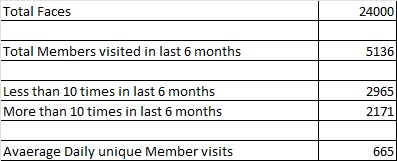 Total Faces 24000
Total Members visited in last 6 months 5136
Less than 10 times in last 6 months 2965
More than 10 times in last 6 months 2171
Avaerage Daily unique Member visits 665